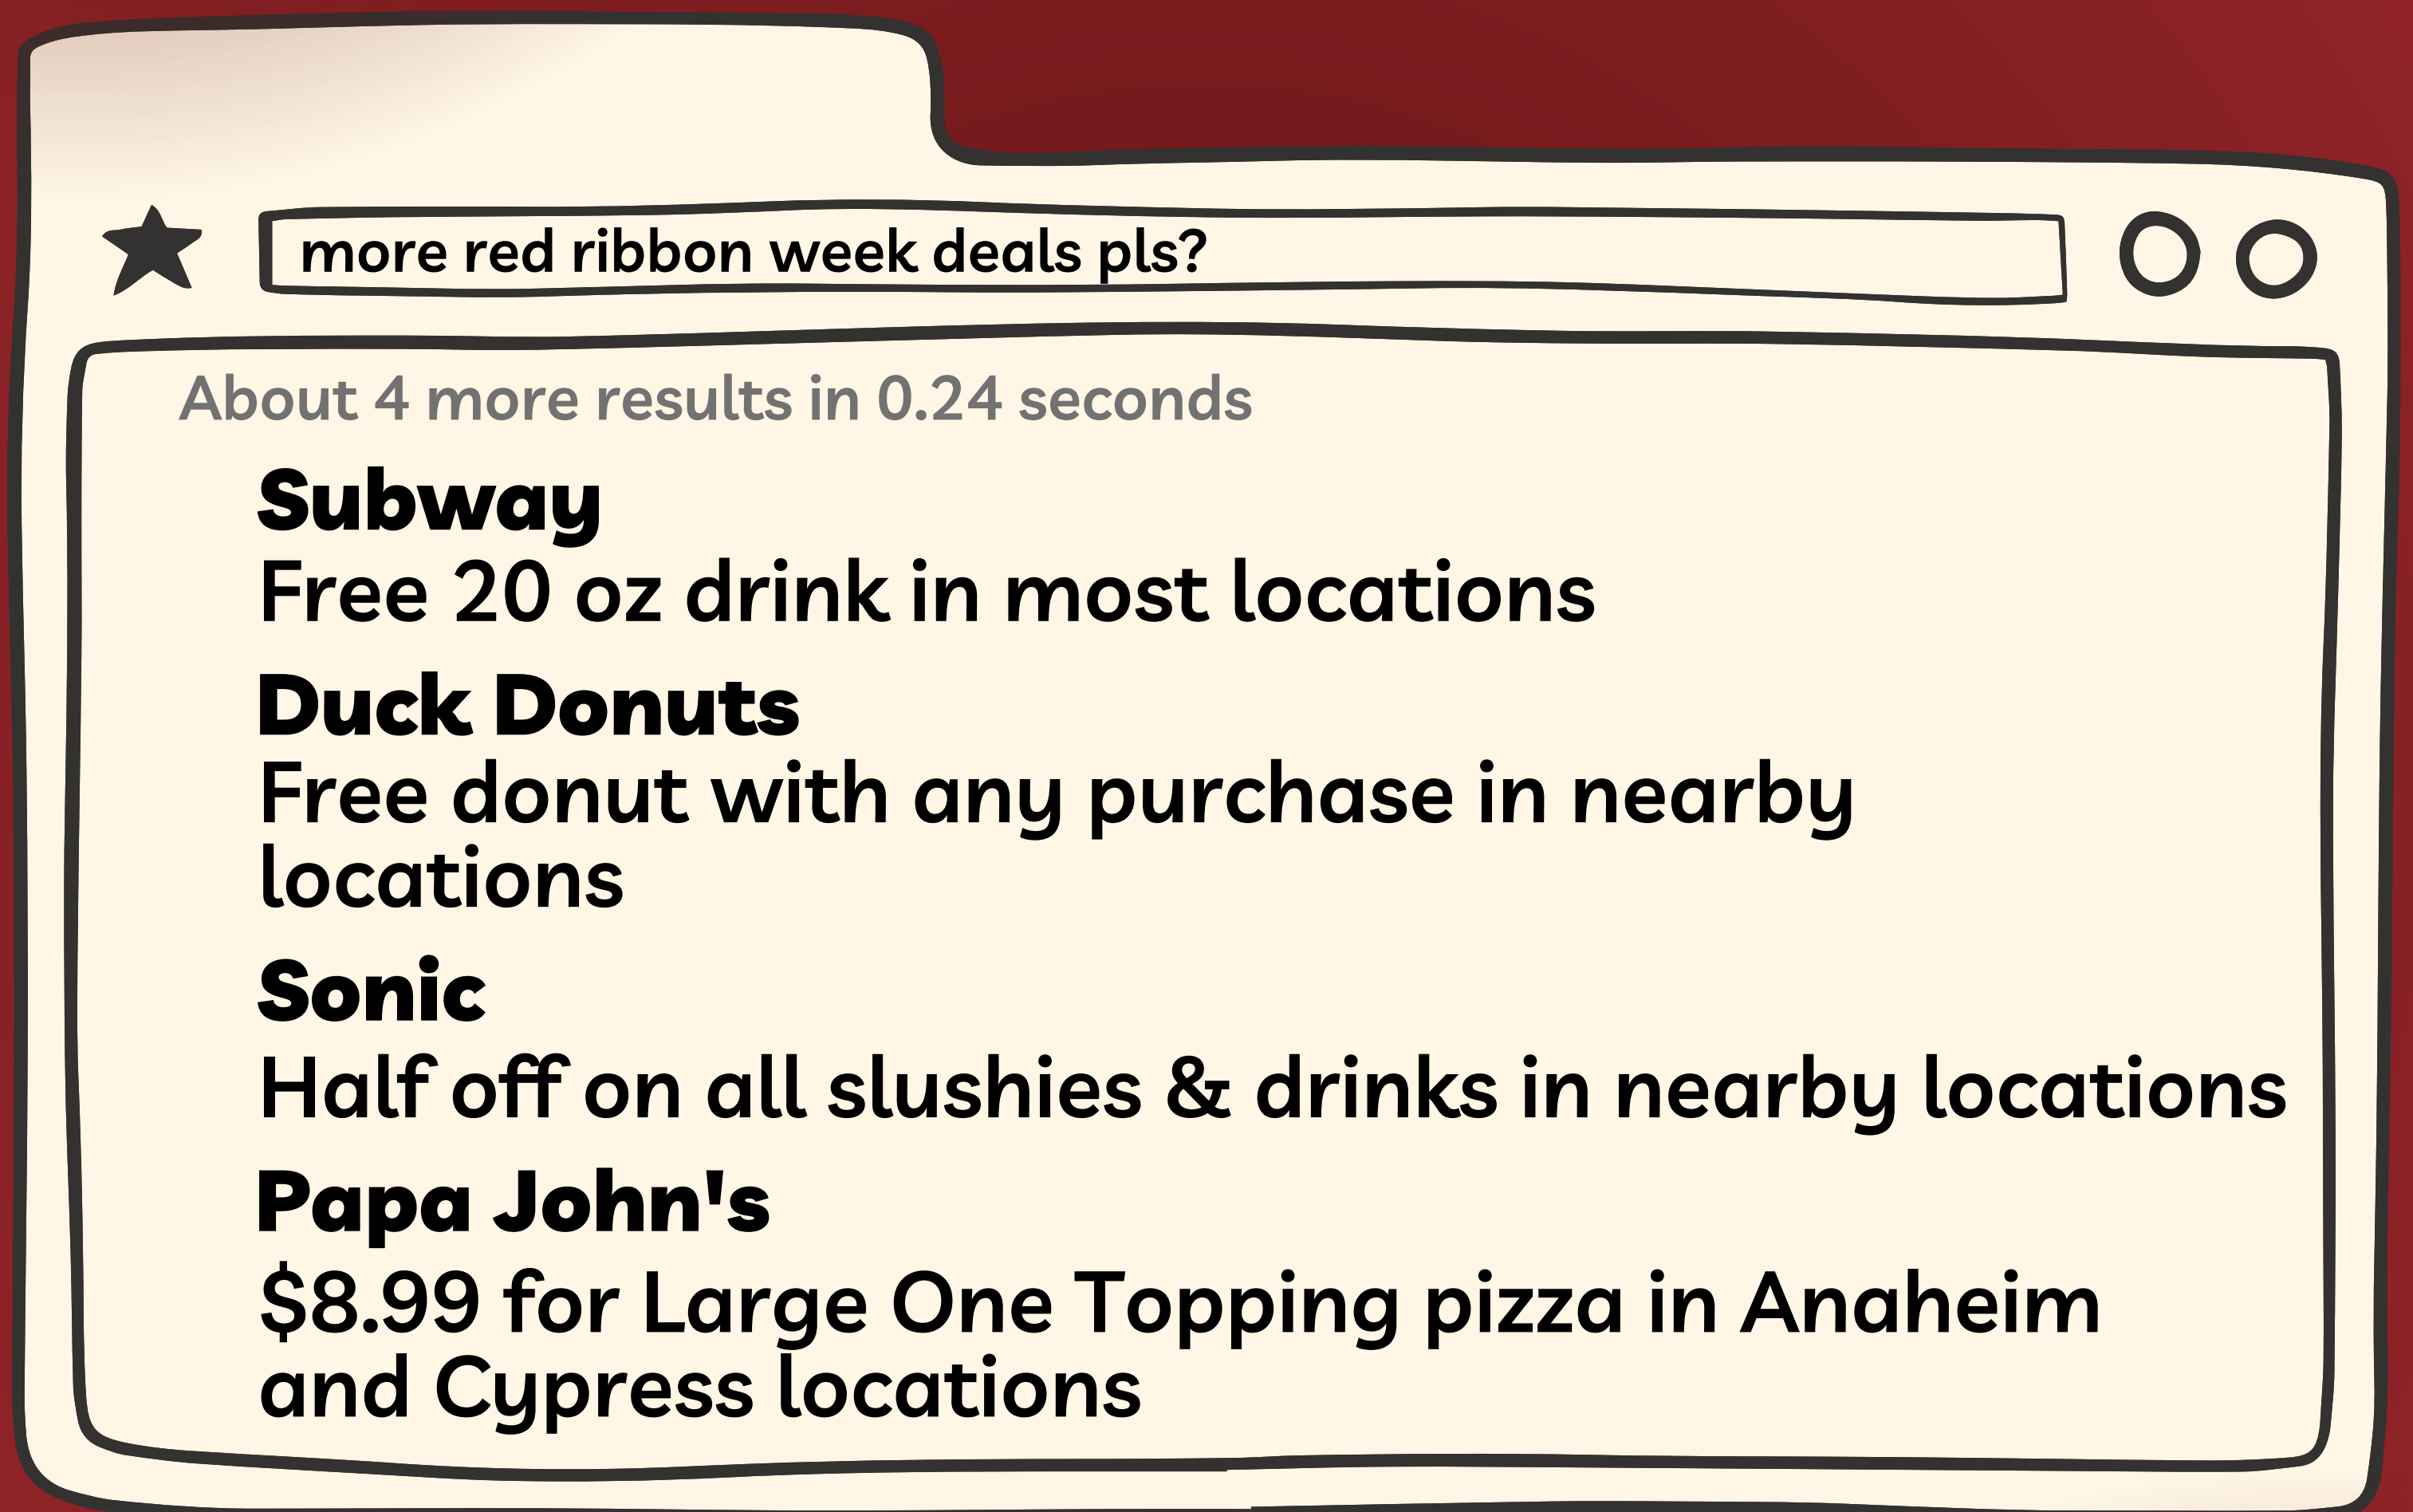 more red ribbon week deals pls?
About 4 more results in 0.24 seconds
Subway
Free 20 oz drink in most locations
Duck Donuts
Free donut with any purchase in nearby
locations
Sonic
Half off on all slushies & drinks in nearby locations
Papa John's
$8.99 for Large One Topping pizza in Anaheim
and Cypress locations